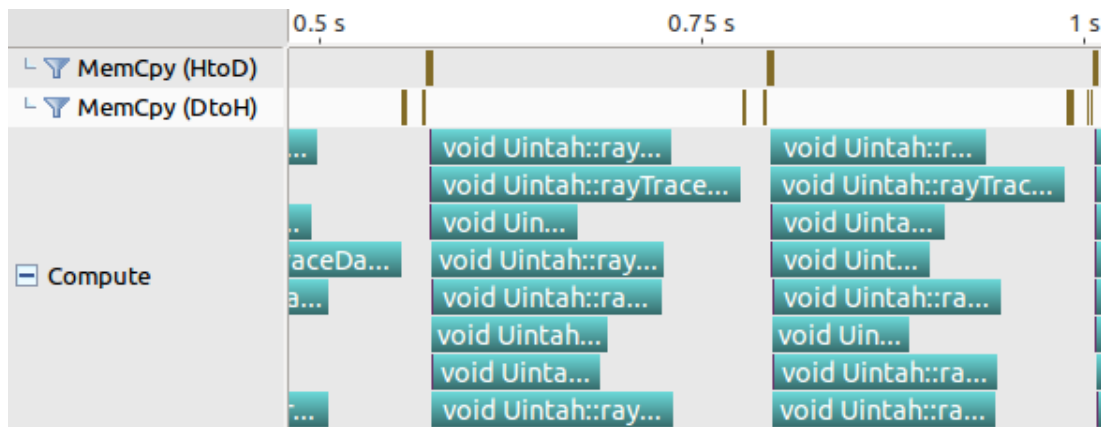 0.5 s 0.75 s 1 s
MemCpy (HtoD)
MemCpy (DtoH)
... void Uintah::ray... void Uintah::r...
void Uintah::rayTrace... void Uintah::rayTrac...
.. void Uin... void Uinta...
aceDa... void Uintah::ray... void Uint...
Compute
a... void Uintah::ra... void Uintah::ra...
void Uintah... void Uin...
void Uinta... void Uintah::ra...
r... void Uintah::ray... void Uintah::ra...